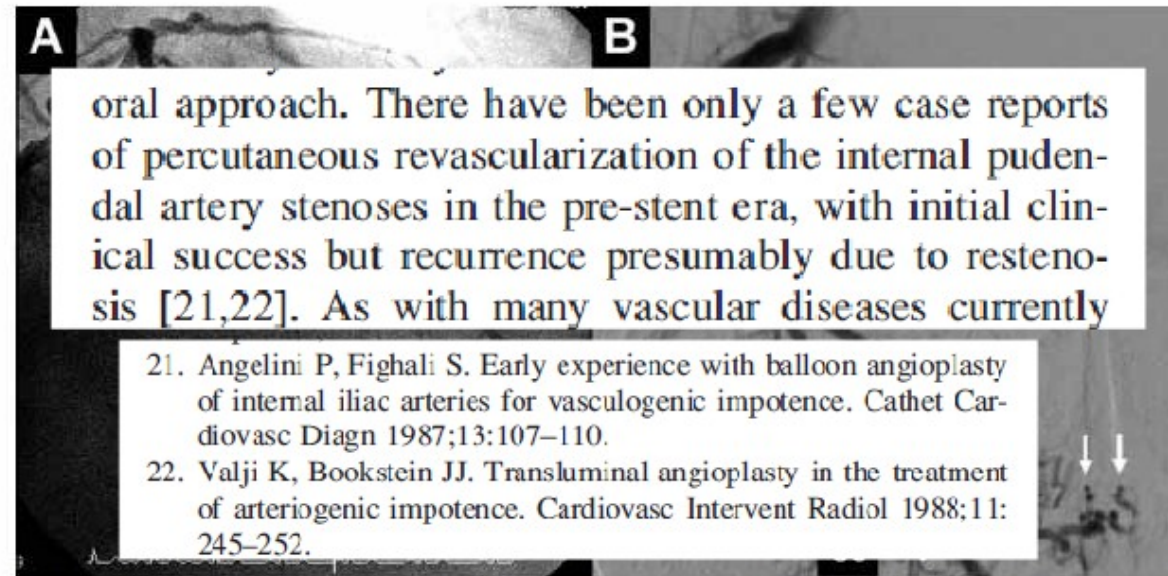 A
B
oral approach. There have been only a few case reports
of percutaneous revascularization of the internal puden-
dal artery stenoses in the pre-stent era, with initial clin-
ical success but recurrence presumably due to resteno-
sis [21,22]. As with many vascular diseases currently
21. Angelini P, Fighali S. Early experience with balloon angioplasty
of internal iliac arteries for vasculogenic impotence. Cathet Car-
diovasc Diagn 1987;13:107–110.
22. Valji K, Bookstein JJ. Transluminal angioplasty in the treatment
of arteriogenic impotence. Cardiovasc Intervent Radiol 1988;11:
245–252.